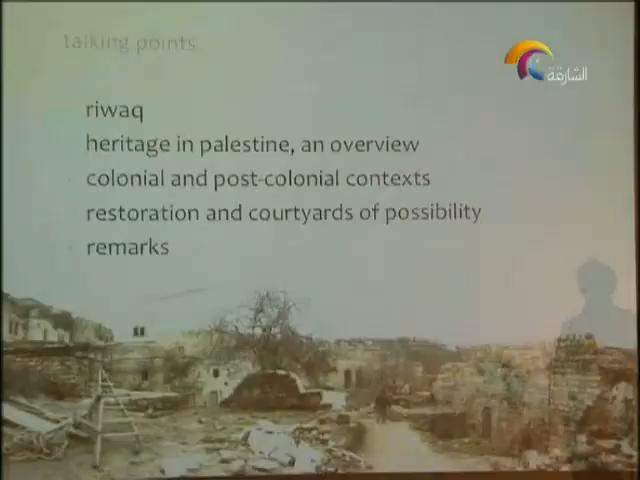 talking points
الشارقة
riwaq
heritage in palestine, an overview
colonial and post-colonial contexts
restoration and courtyards of possibility
remarks